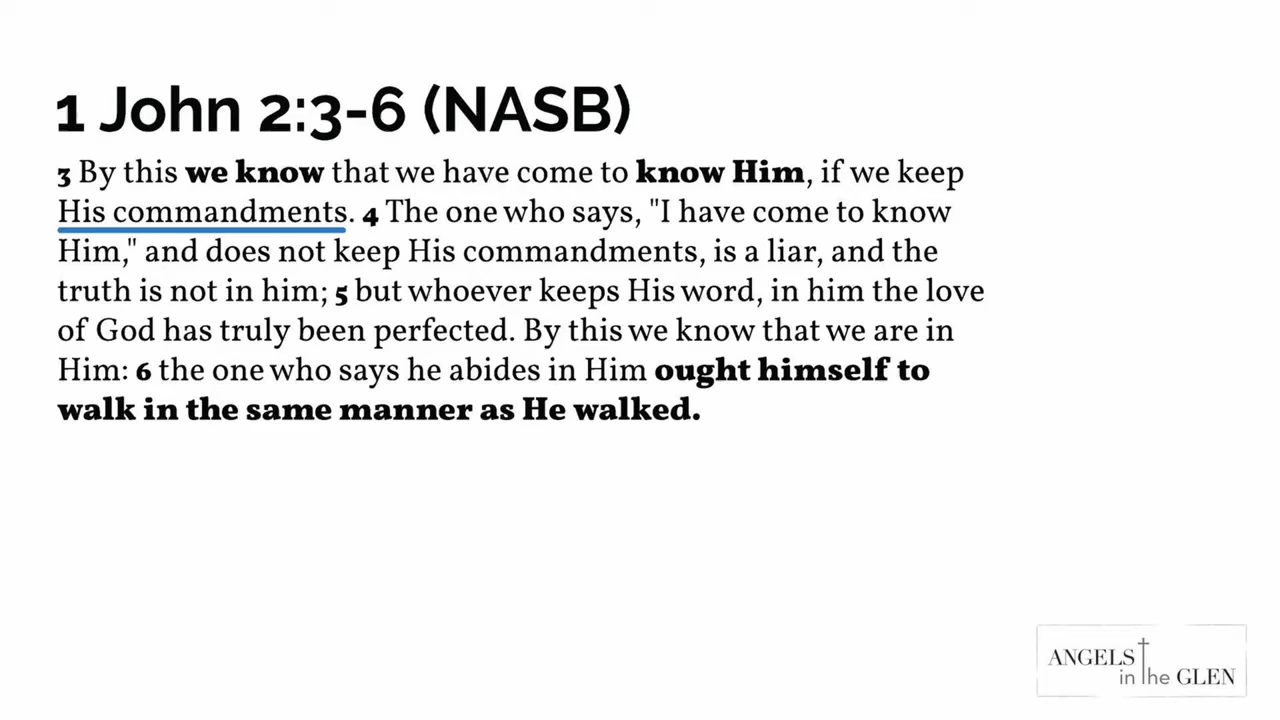 1 John 2:3-6 (NASB)
3 By this we know that we have come to know Him, if we keep
His commandments. 4 The one who says, "I have come to know
Him," and does not keep His commandments, is a liar, and the
truth is not in him; 5 but whoever keeps His word, in him the love
of God has truly been perfected. By this we know that we are in
Him: 6 the one who says he abides in Him ought himself to
walk in the same manner as He walked.
ANGELS
in the GLEN